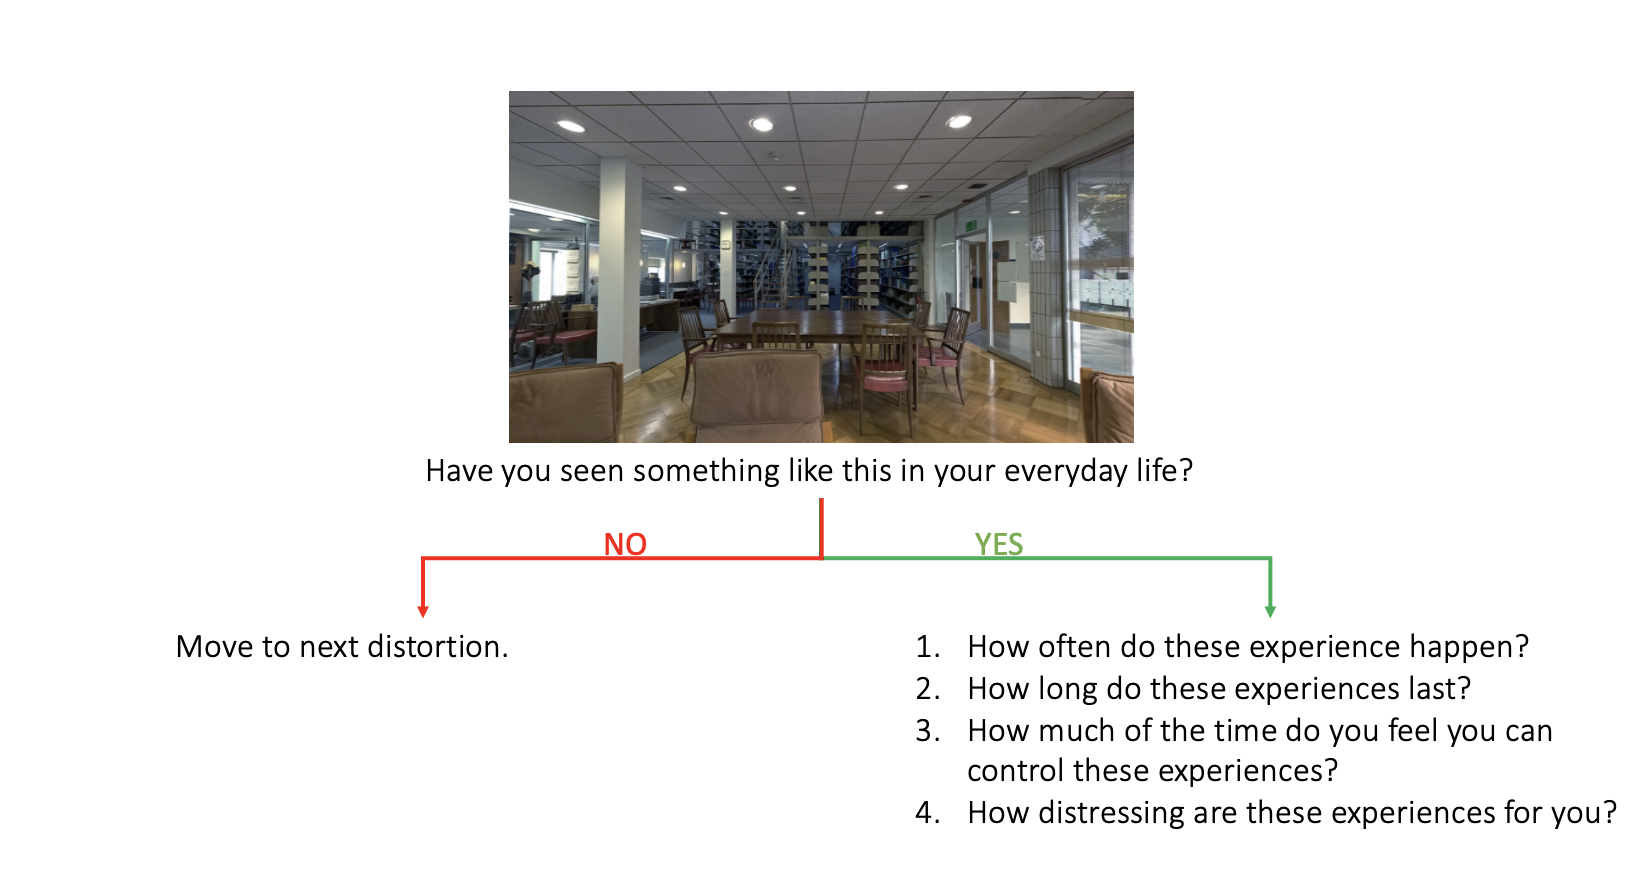 Have you seen something like this in your everyday life?
NO
YES
Move to next distortion.
1. How often do these experience happen?
2. How long do these experiences last?
3. How much of the time do you feel you can
control these experiences?
4. How distressing are these experiences for you?